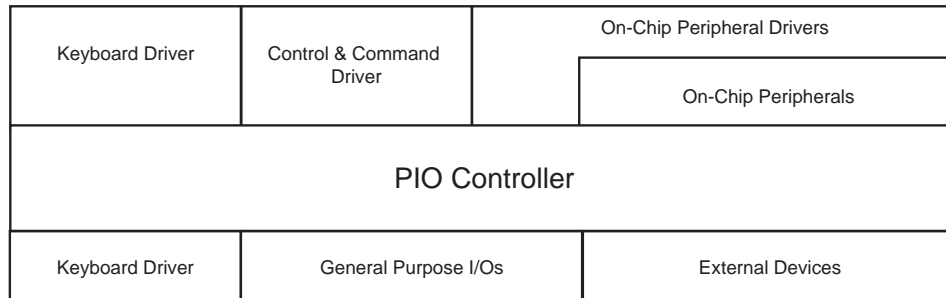 On-Chip Peripheral Drivers
Keyboard Driver
Control & Command
Driver
On-Chip Peripherals
PIO Controller
Keyboard Driver
General Purpose I/Os
External Devices